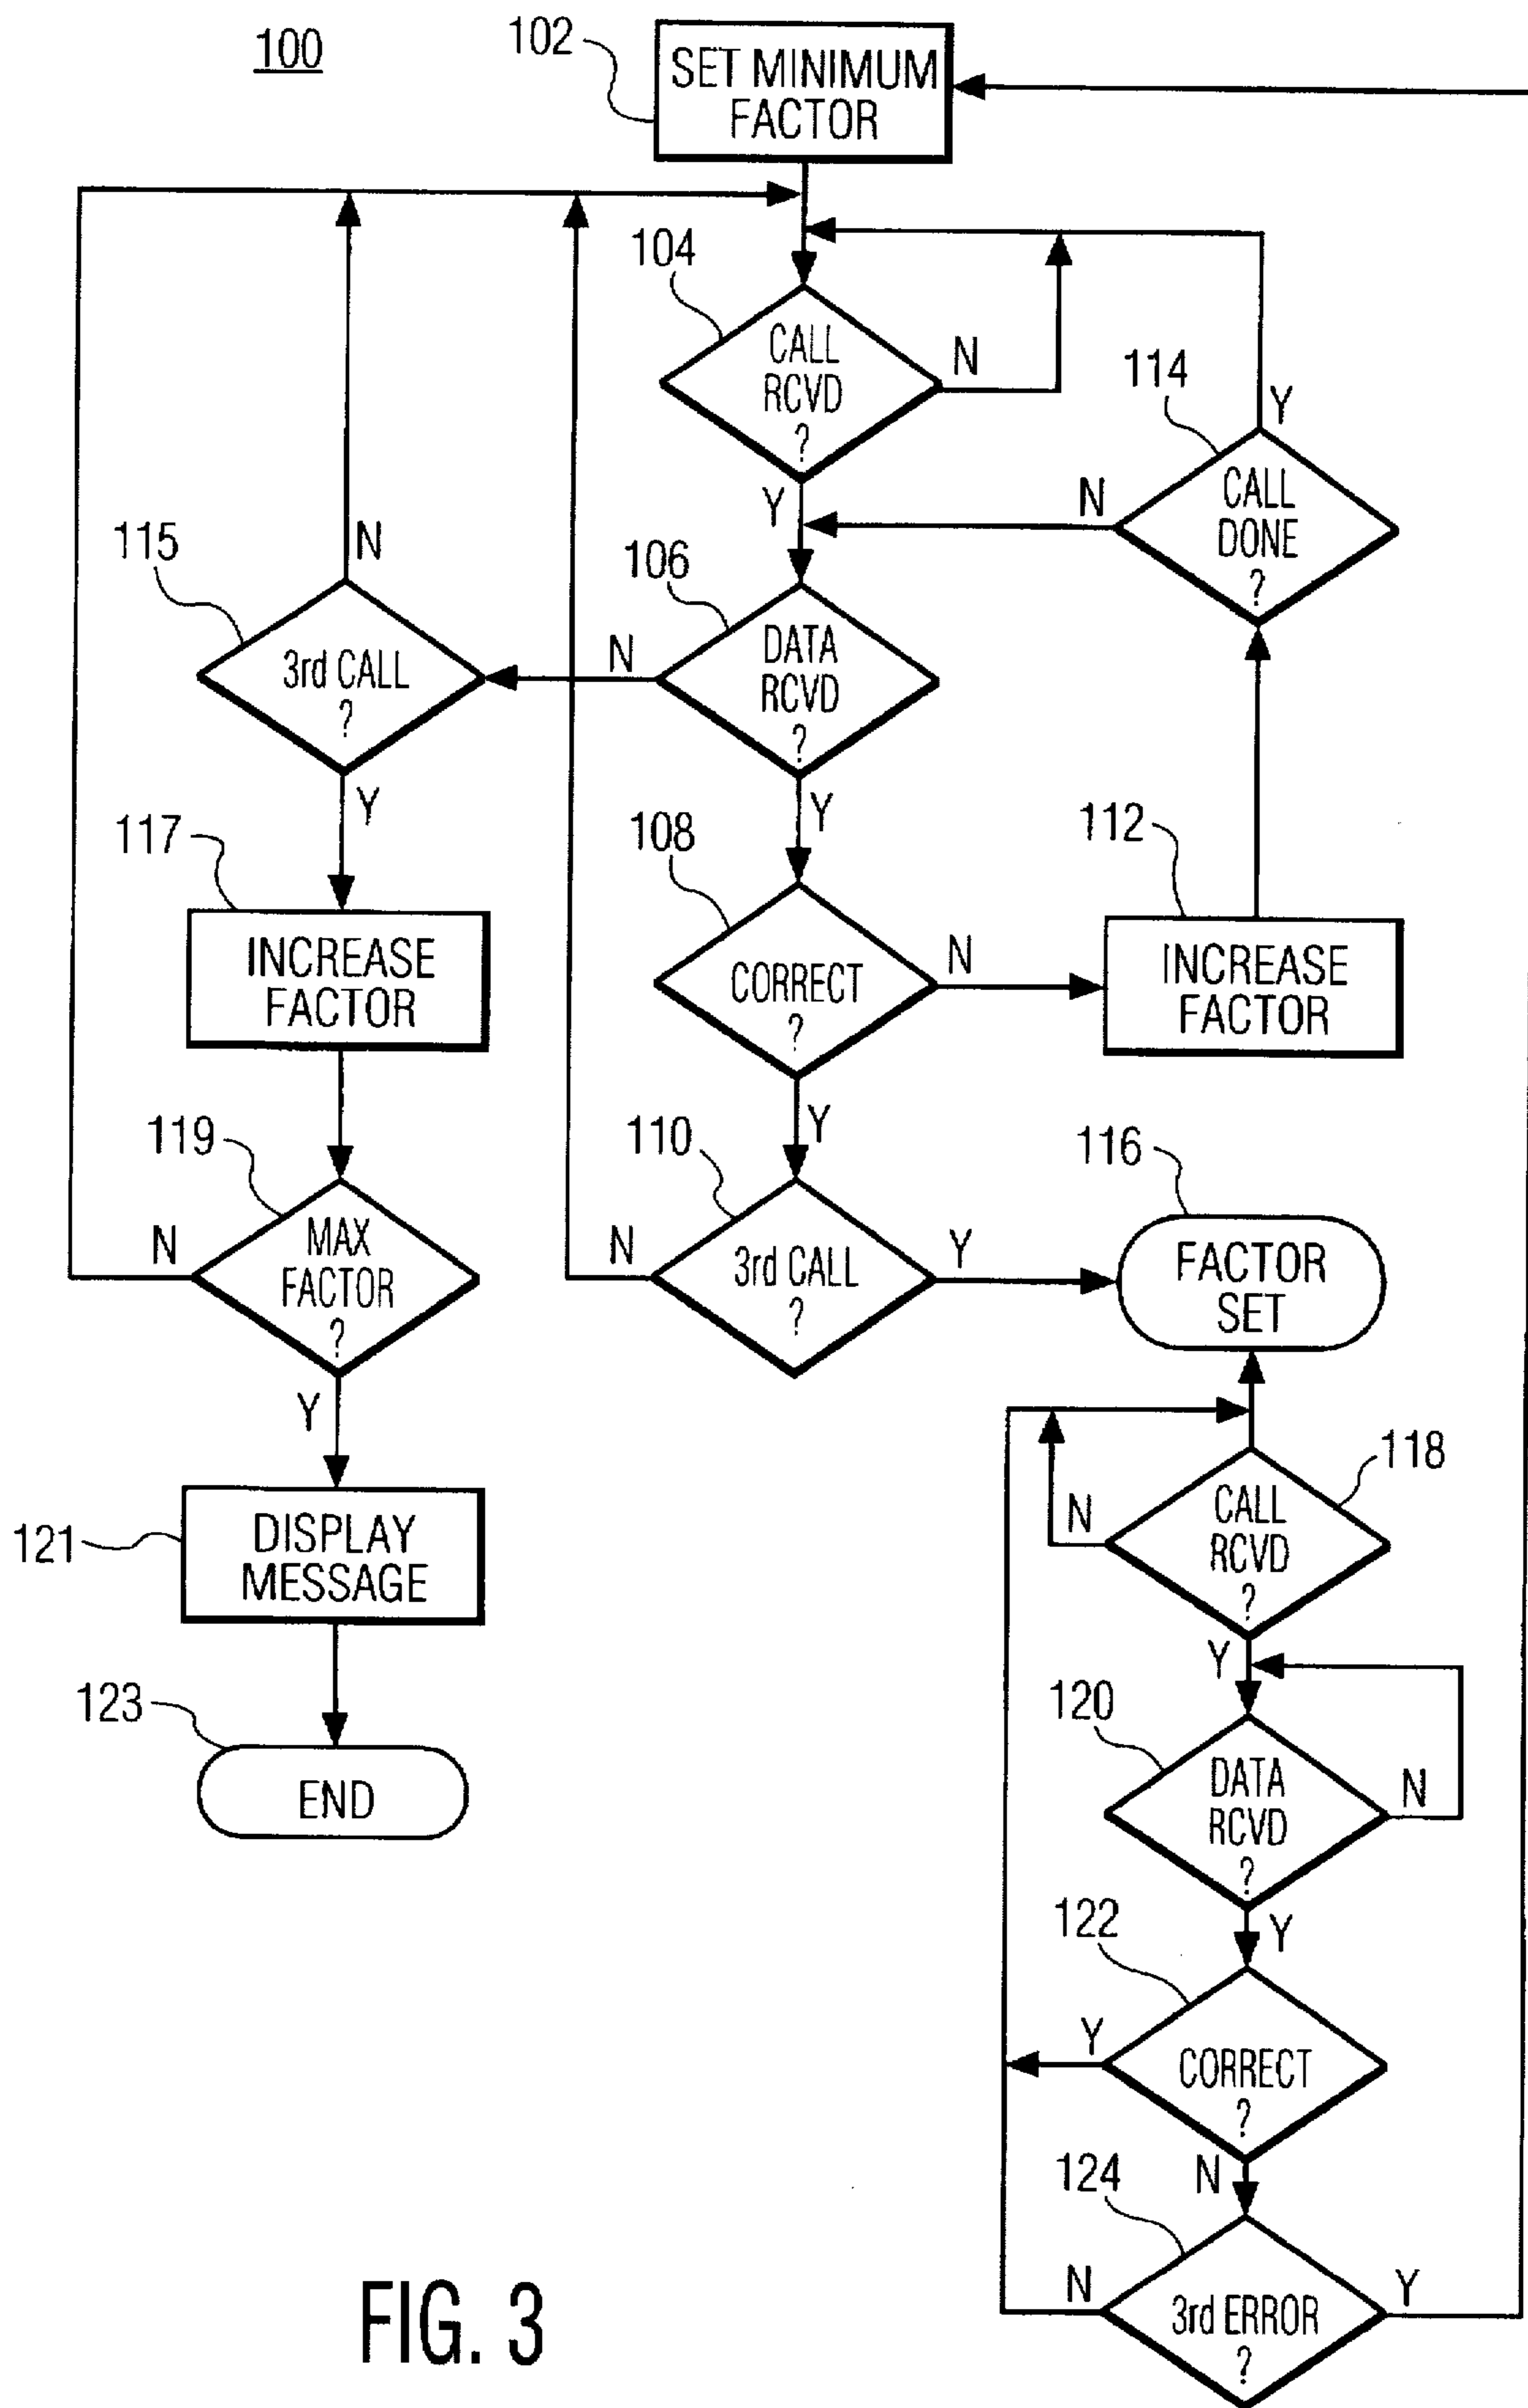 100
102
SET MINIMUM
FACTOR
104
CALL
RCVD
?
N
Y
114
CALL
DONE
?
Y
N
115
3rd CALL
?
N
Y
106
DATA
RCVD
?
N
Y
117
INCREASE
FACTOR
108
CORRECT
?
N
Y
112
INCREASE
FACTOR
119
MAX
FACTOR
?
N
Y
110
3rd CALL
?
N
Y
116
FACTOR
SET
121
DISPLAY
MESSAGE
118
CALL
RCVD
?
N
Y
123
END
120
DATA
RCVD
?
N
Y
122
CORRECT
?
Y
N
124
3rd ERROR
?
N
Y
FIG. 3